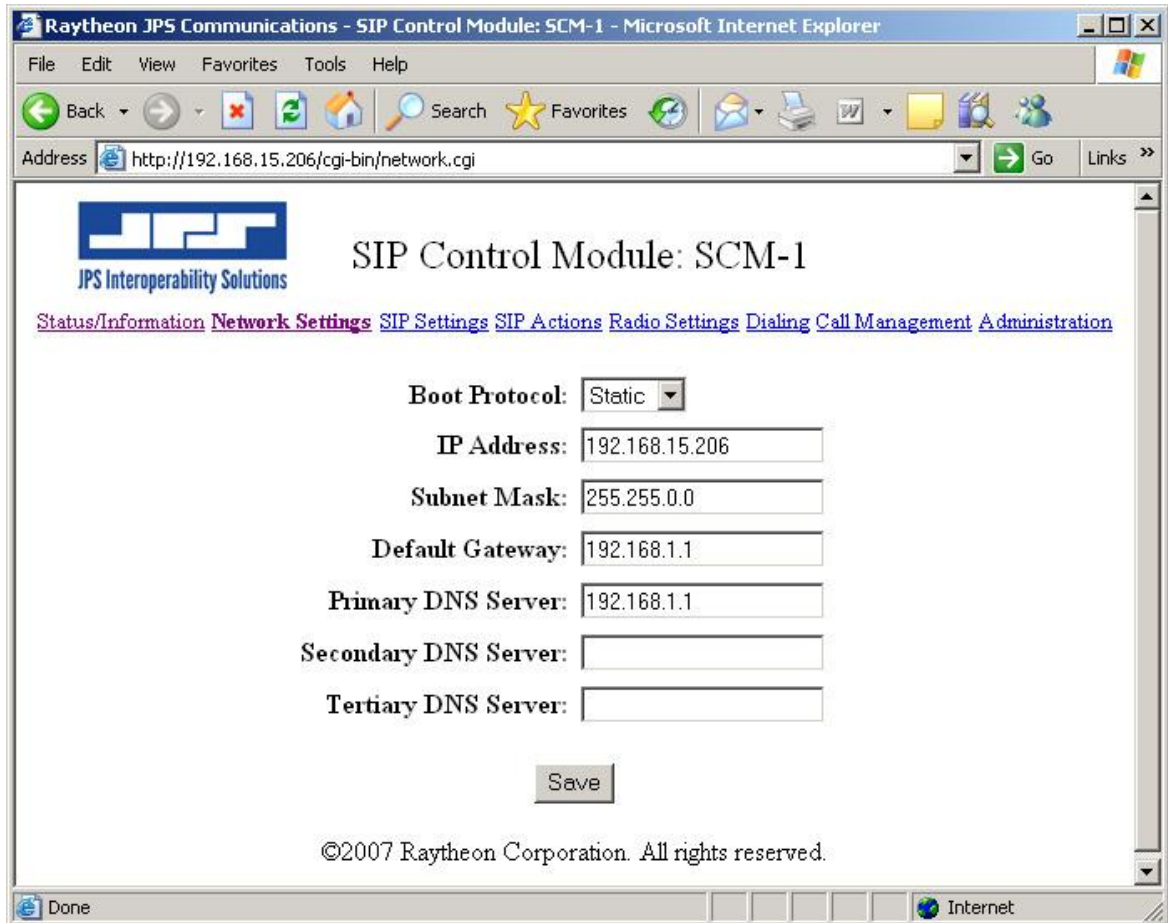 Raytheon JPS Communications - SIP Control Module: SCM-1 - Microsoft Internet Explorer
File Edit View Favorites Tools Help
Back Search Favorites
Address http://192.168.15.206/cgi-bin/network.cgi Go Links »
JPS
JPS Interoperability Solutions
SIP Control Module: SCM-1
Status/Information Network Settings SIP Settings SIP Actions Radio Settings Dialing Call Management Administration
Boot Protocol: Static
IP Address: 192.168.15.206
Subnet Mask: 255.255.0.0
Default Gateway: 192.168.1.1
Primary DNS Server: 192.168.1.1
Secondary DNS Server:
Tertiary DNS Server:
Save
©2007 Raytheon Corporation. All rights reserved.
Done Internet